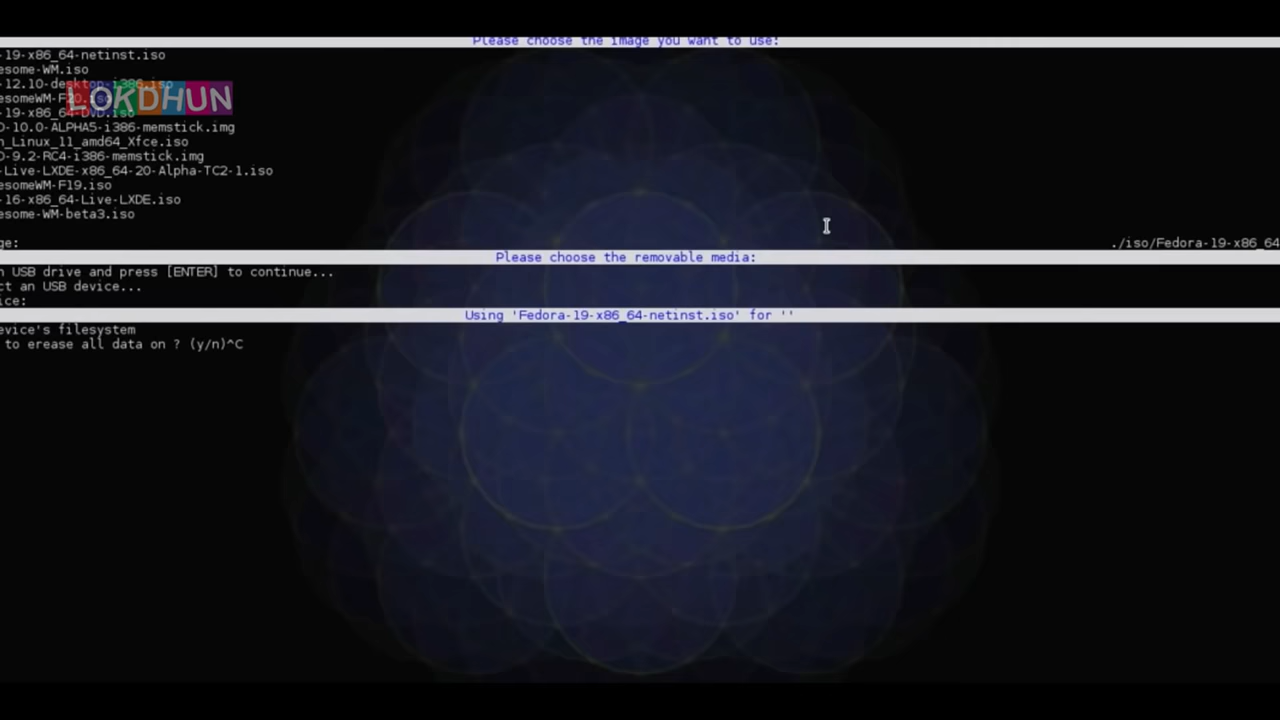 Please choose the image you want to use:
-19-x86_64-netinst.iso
esome-WM.iso
-12.10-desktop-i386.iso
esomeWM-F20.iso
LOKDHUN
-19-x86_64-DVD.iso
D-10.0-ALPHA5-i386-memstick.img
n_Linux_11_amd64_Xfce.iso
D-9.2-RC4-i386-memstick.img
-Live-LXDE-x86_64-20-Alpha-TC2-1.iso
esomeWM-F19.iso
-16-x86_64-Live-LXDE.iso
esome-WM-beta3.iso
ge: ./iso/Fedora-19-x86_64
Please choose the removable media:
n USB drive and press [ENTER] to continue...
ct an USB device...
ice:
Using 'Fedora-19-x86_64-netinst.iso' for ''
evice's filesystem
to erease all data on ? (y/n)^C